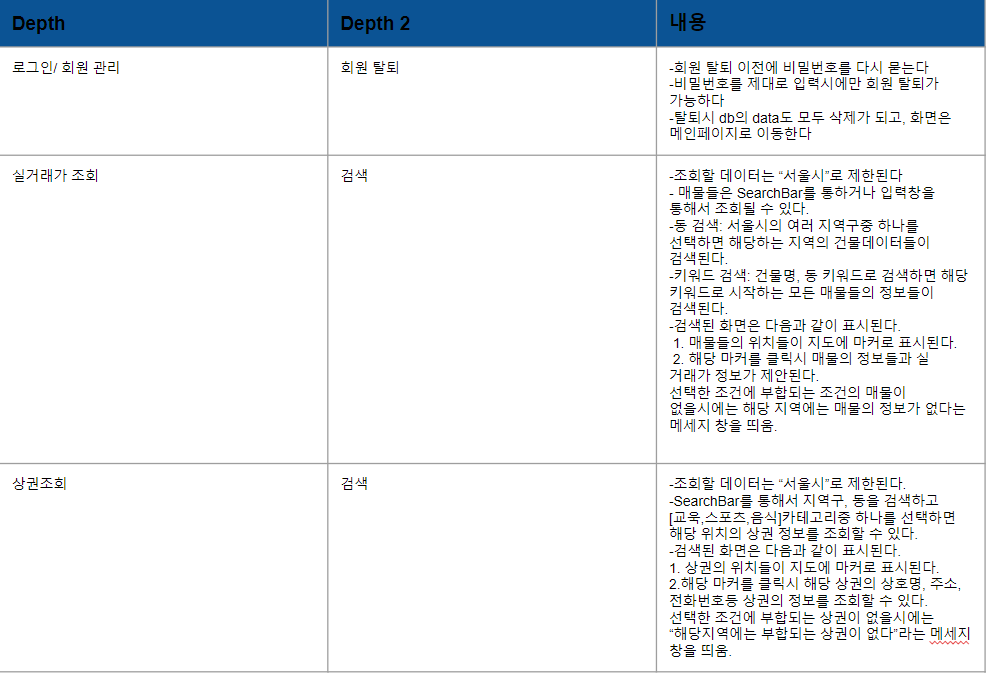 Depth
Depth 2
내용
로그인/ 회원 관리
회원 탈퇴
-회원 탈퇴 이전에 비밀번호를 다시 묻는다
-비밀번호를 제대로 입력시에만 회원 탈퇴가
가능하다
-탈퇴시 db의 data도 모두 삭제가 되고, 화면은
메인페이지로 이동한다
실거래가 조회
검색
-조회할 데이터는 “서울시”로 제한된다
- 매물들은 SearchBar를 통하거나 입력창을
통해서 조회될 수 있다.
-동 검색: 서울시의 여러 지역구중 하나를
선택하면 해당하는 지역의 건물데이터들이
검색된다.
-키워드 검색: 건물명, 동 키워드로 검색하면 해당
키워드로 시작하는 모든 매물들의 정보들이
검색된다.
-검색된 화면은 다음과 같이 표시된다.
1. 매물들의 위치들이 지도에 마커로 표시된다.
2. 해당 마커를 클릭시 매물의 정보들과 실
거래가 정보가 제안된다.
선택한 조건에 부합되는 조건의 매물이
없을시에는 해당 지역에는 매물의 정보가 없다는
메세지 창을 띄움.
상권조회
검색
-조회할 데이터는 “서울시”로 제한된다.
-SearchBar를 통해서 지역구, 동을 검색하고
[교육,스포츠,음식]카테고리중 하나를 선택하면
해당 위치의 상권 정보를 조회할 수 있다.
-검색된 화면은 다음과 같이 표시된다.
1. 상권의 위치들이 지도에 마커로 표시된다.
2.해당 마커를 클릭시 해당 상권의 상호명, 주소,
전화번호등 상권의 정보를 조회할 수 있다.
선택한 조건에 부합되는 상권이 없을시에는
“해당지역에는 부합되는 상권이 없다”라는 메세지
창을 띄움.